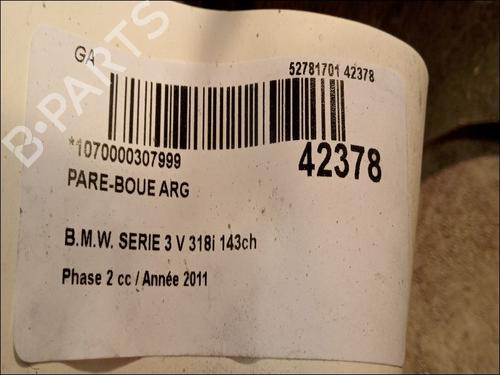 GA
52781701 42378
*1070000307999
42378
PARE-BOUE ARG
B.M.W. SERIE 3 V 318i 143ch
Phase 2 cc / Année 2011
B-PARTS